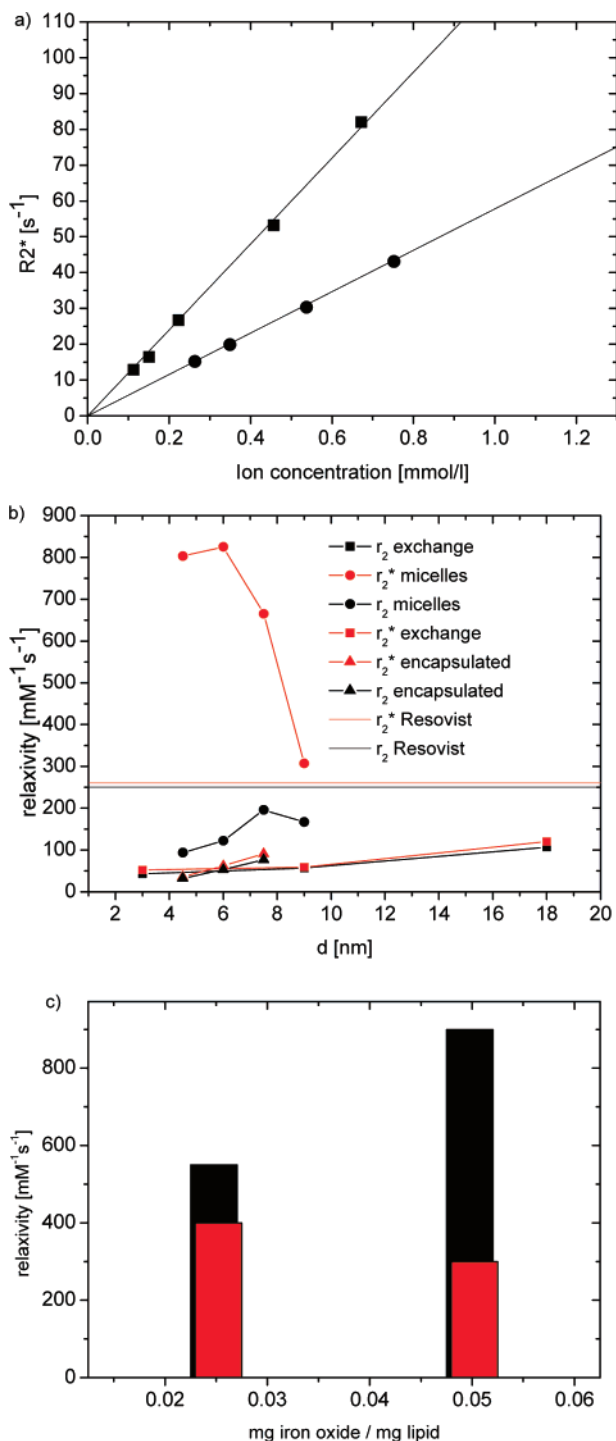 a)
110
100
90
80
70
60
50
40
30
20
10
0
R2* [s⁻¹]
0.0 0.2 0.4 0.6 0.8 1.0 1.2
Ion concentration [mmol/l]
b)
900
800
700
600
500
400
300
200
100
0
relaxivity [mM⁻¹s⁻¹]
r₂ exchange
r₂* micelles
r₂ micelles
r₂* exchange
r₂* encapsulated
r₂ encapsulated
r₂* Resovist
r₂ Resovist
2 4 6 8 10 12 14 16 18 20
d [nm]
c)
800
600
400
200
0
relaxivity [mM⁻¹s⁻¹]
0.02 0.03 0.04 0.05 0.06
mg iron oxide / mg lipid